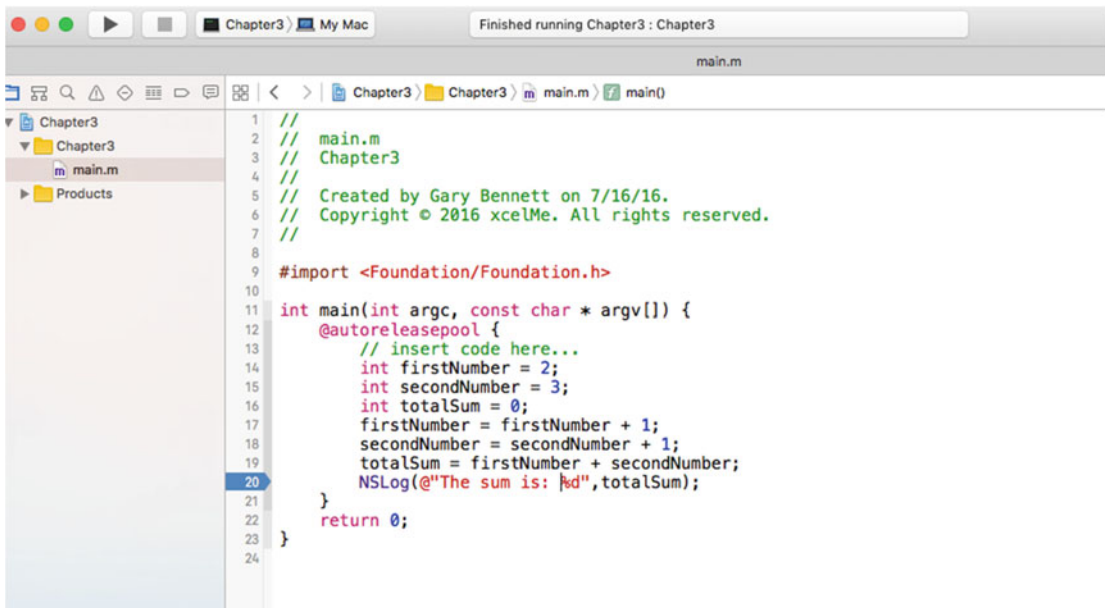 Chapter3 〉 My Mac
Finished running Chapter3 : Chapter3
main.m
Chapter3 〉 Chapter3 〉 m main.m 〉 f main()
Chapter3
Chapter3
m main.m
Products
1 //
2 //  main.m
3 //  Chapter3
4 //
5 //  Created by Gary Bennett on 7/16/16.
6 //  Copyright © 2016 xcelMe. All rights reserved.
7 //
8
9 #import <Foundation/Foundation.h>
10
11 int main(int argc, const char * argv[]) {
12     @autoreleasepool {
13         // insert code here...
14         int firstNumber = 2;
15         int secondNumber = 3;
16         int totalSum = 0;
17         firstNumber = firstNumber + 1;
18         secondNumber = secondNumber + 1;
19         totalSum = firstNumber + secondNumber;
20         NSLog(@"The sum is: %d",totalSum);
21     }
22     return 0;
23 }
24